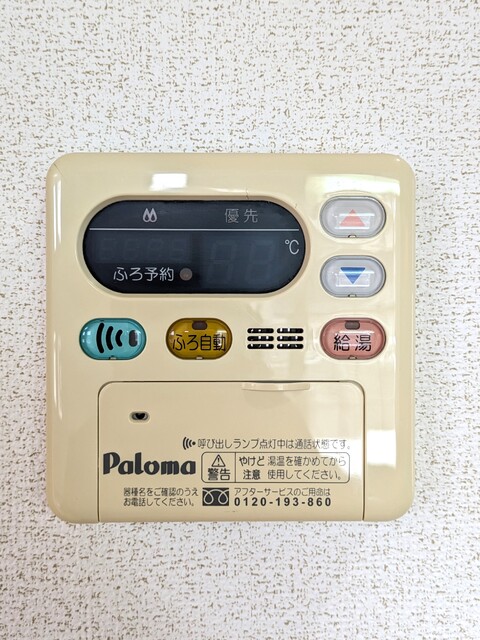 優先
℃
ふろ予約
ふろ自動
給湯
呼び出しランプ点灯中は通話状態です。
Paloma
警告
やけど注意
湯温を確かめてから使用してください。
器種名をご確認のうえ
お電話してください。
アフターサービスのご用命は
0120-193-860